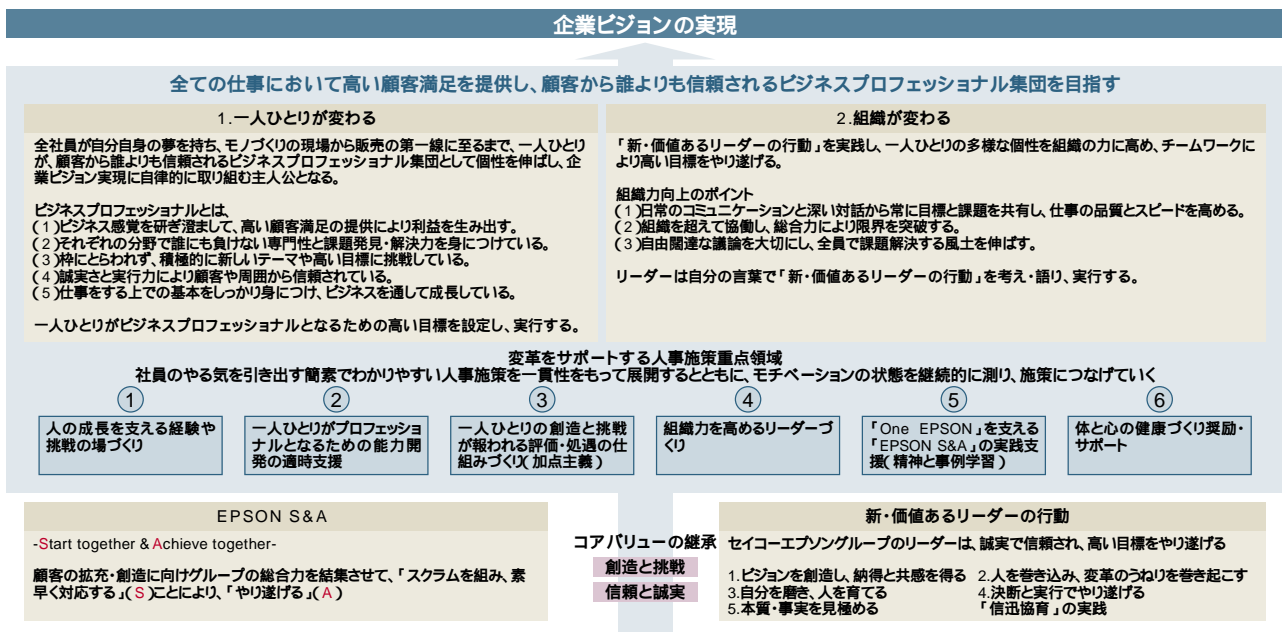 企業ビジョンの実現
全ての仕事において高い顧客満足を提供し、顧客から誰よりも信頼されるビジネスプロフェッショナル集団を目指す
1.一人ひとりが変わる
全社員が自分自身の夢を持ち、モノづくりの現場から販売の第一線に至るまで、一人ひとり
が、顧客から誰よりも信頼されるビジネスプロフェッショナル集団として個性を伸ばし、企
業ビジョン実現に自律的に取り組む主人公となる。
ビジネスプロフェッショナルとは、
(1)ビジネス感覚を研ぎ澄まして、高い顧客満足の提供により利益を生み出す。
(2)それぞれの分野で誰にも負けない専門性と課題発見・解決力を身につけている。
(3)枠にとらわれず、積極的に新しいテーマや高い目標に挑戦している。
(4)誠実さと実行力により顧客や周囲から信頼されている。
(5)仕事をする上での基本をしっかり身につけ、ビジネスを通して成長している。
一人ひとりがビジネスプロフェッショナルとなるための高い目標を設定し、実行する。
2.組織が変わる
「新・価値あるリーダーの行動」を実践し、一人ひとりの多様な個性を組織の力に高め、チームワークに
より高い目標をやり遂げる。
組織力向上のポイント
(1)日常のコミュニケーションと深い対話から常に目標と課題を共有し、仕事の品質とスピードを高める。
(2)組織を超えて協働し、総合力により限界を突破する。
(3)自由闊達な議論を大切にし、全員で課題解決する風土を伸ばす。
リーダーは自分の言葉で「新・価値あるリーダーの行動」を考え・語り、実行する。
変革をサポートする人事施策重点領域
社員のやる気を引き出す簡素でわかりやすい人事施策を一貫性をもって展開するとともに、モチベーションの状態を継続的に測り、施策につなげていく
1
人の成長を支える経験や
挑戦の場づくり
2
一人ひとりがプロフェッショ
ナルとなるための能力開
発の適時支援
3
一人ひとりの創造と挑戦
が報われる評価・処遇の仕
組みづくり(加点主義)
4
組織力を高めるリーダーづ
くり
5
「One EPSON」を支える
「EPSON S&A」の実践支
援(精神と事例学習)
6
体と心の健康づくり奨励・
サポート
EPSON S&A
-Start together & Achieve together-
顧客の拡充・創造に向けグループの総合力を結集させて、「スクラムを組み、素
早く対応する」(S)ことにより、「やり遂げる」(A)
コアバリューの継承
創造と挑戦
信頼と誠実
新・価値あるリーダーの行動
セイコーエプソングループのリーダーは、誠実で信頼され、高い目標をやり遂げる
1.ビジョンを創造し、納得と共感を得る 2.人を巻き込み、変革のうねりを巻き起こす
3.自分を磨き、人を育てる 4.決断と実行でやり遂げる
5.本質・事実を見極める 「信迅協育」の実践